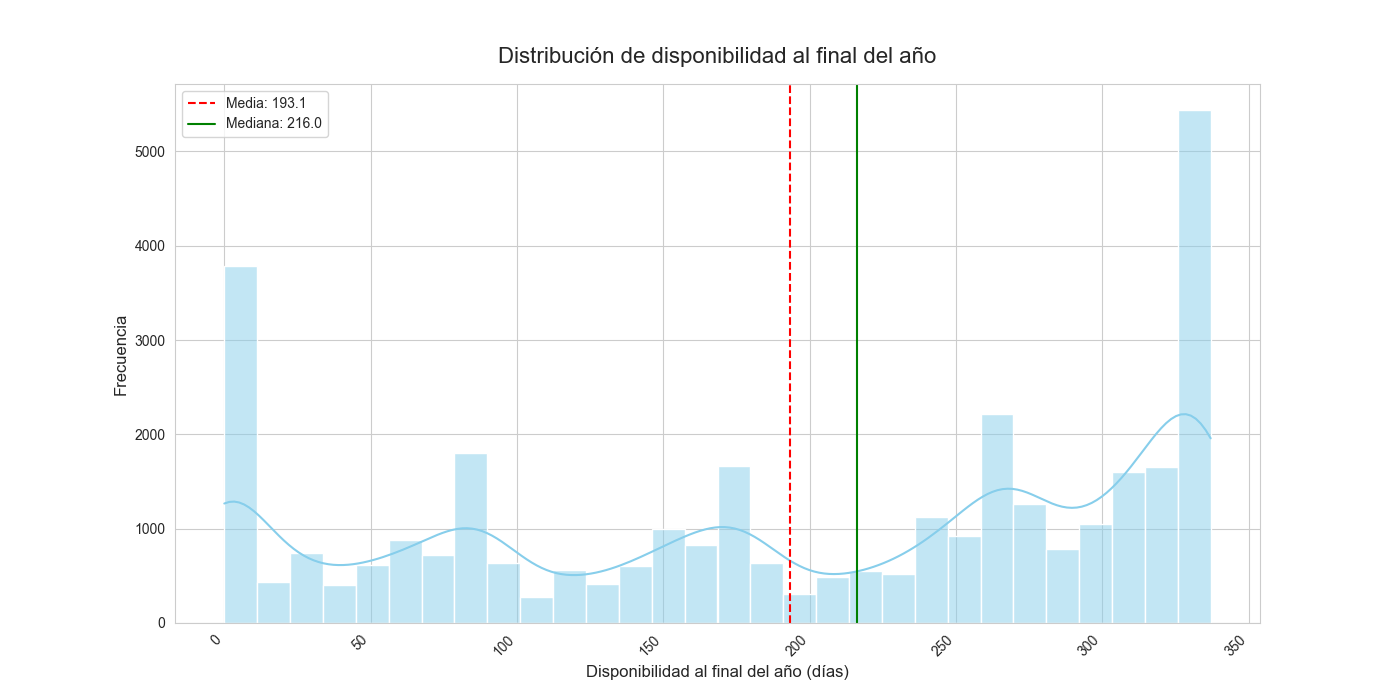 Distribución de disponibilidad al final del año
Media: 193.1
Mediana: 216.0
Frecuencia
5000
4000
3000
2000
1000
0
0
50
100
150
200
250
300
350
Disponibilidad al final del año (días)